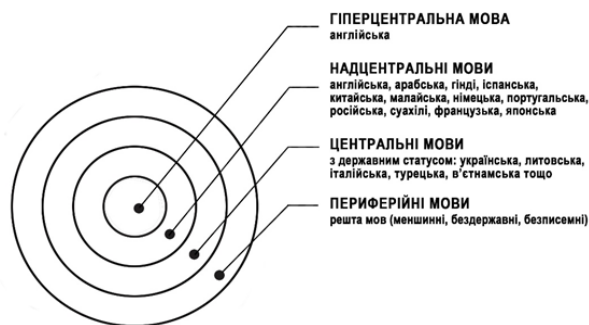 ГІПЕРЦЕНТРАЛЬНА МОВА
англійська
НАДЦЕНТРАЛЬНІ МОВИ
англійська, арабська, гінді, іспанська,
китайська, малайська, німецька, португальська,
російська, суахілі, французька, японська
ЦЕНТРАЛЬНІ МОВИ
з державним статусом: українська, литовська,
італійська, турецька, в’єтнамська тощо
ПЕРИФЕРІЙНІ МОВИ
решта мов (меншинні, бездержавні, безписемні)